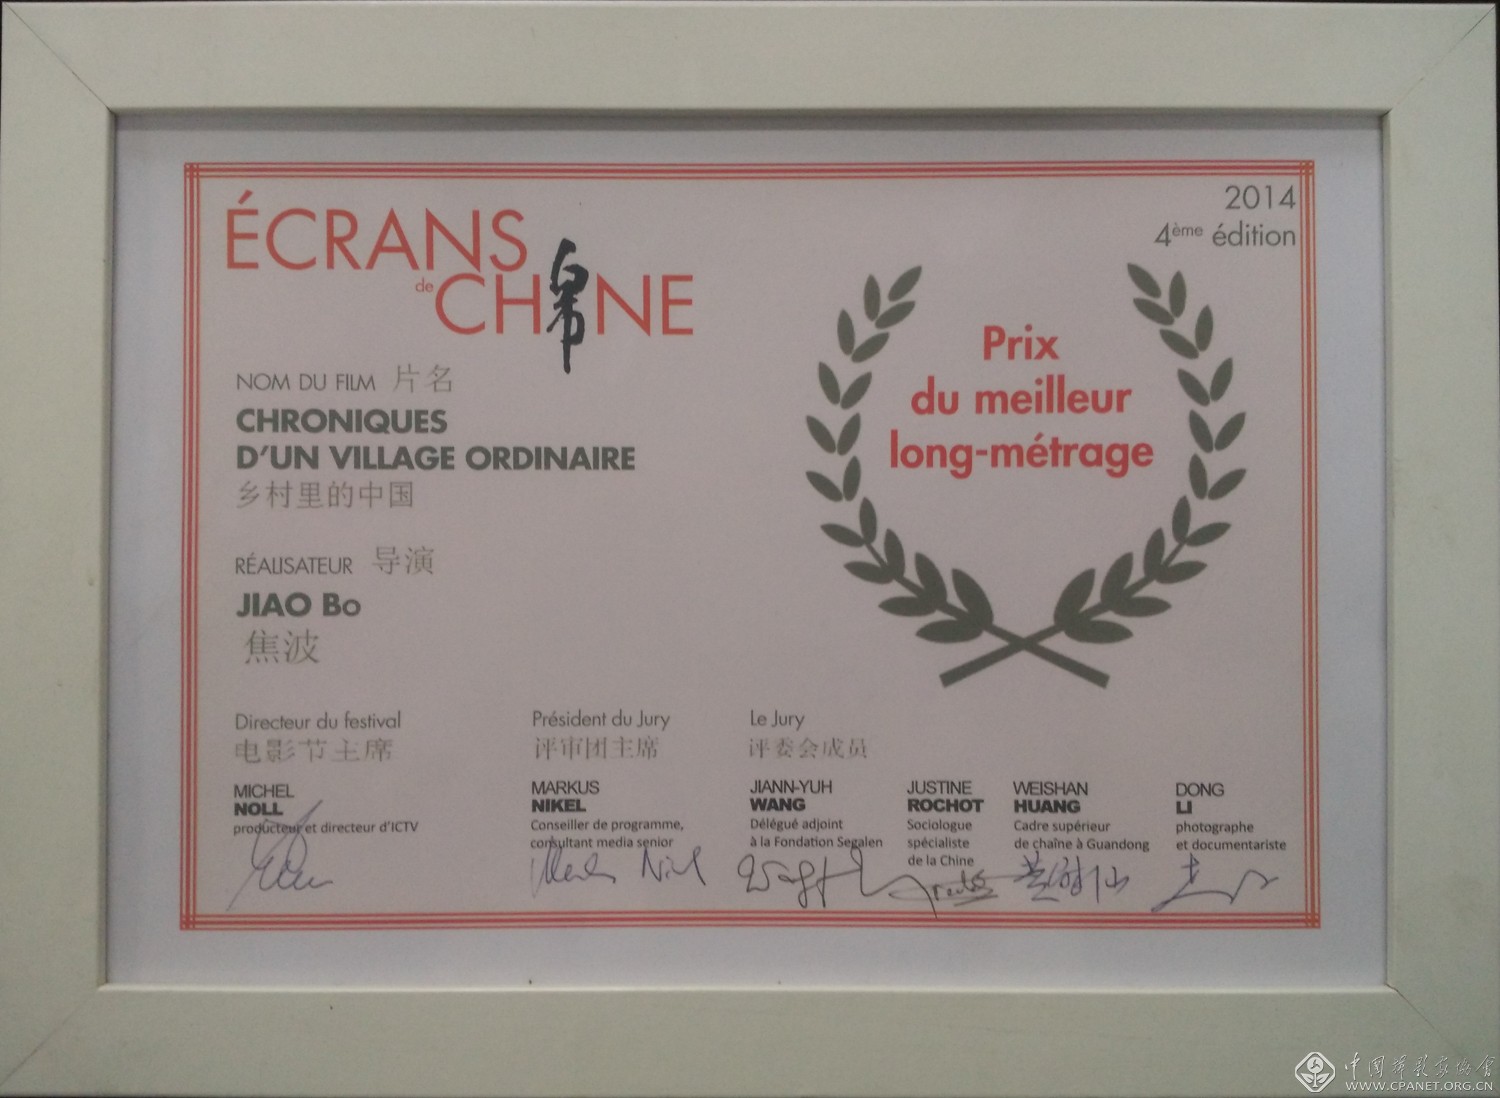 2014
4ème édition
ÉCRANS
de CHINE
Prix
du meilleur
long-métrage
NOM DU FILM 片名
CHRONIQUES
D'UN VILLAGE ORDINAIRE
乡村里的中国
RÉALISATEUR 导演
JIAO BO
焦波
Directeur du festival
电影节主席
MICHEL
NOLL
producteur et directeur d'ICTV
Président du Jury
评审团主席
MARKUS
NIKEL
Conseiller de programme,
consultant media senior
Le Jury
评委会成员
JIANN-YUH
WANG
Délégué adjoint
à la Fondation Segalen
JUSTINE
ROCHOT
Sociologue
spécialiste
de la Chine
WEISHAN
HUANG
Cadre supérieur
de chaîne à Guandong
DONG
LI
photographe
et documentariste
中国摄影家协会
WWW.CPANET.ORG.CN